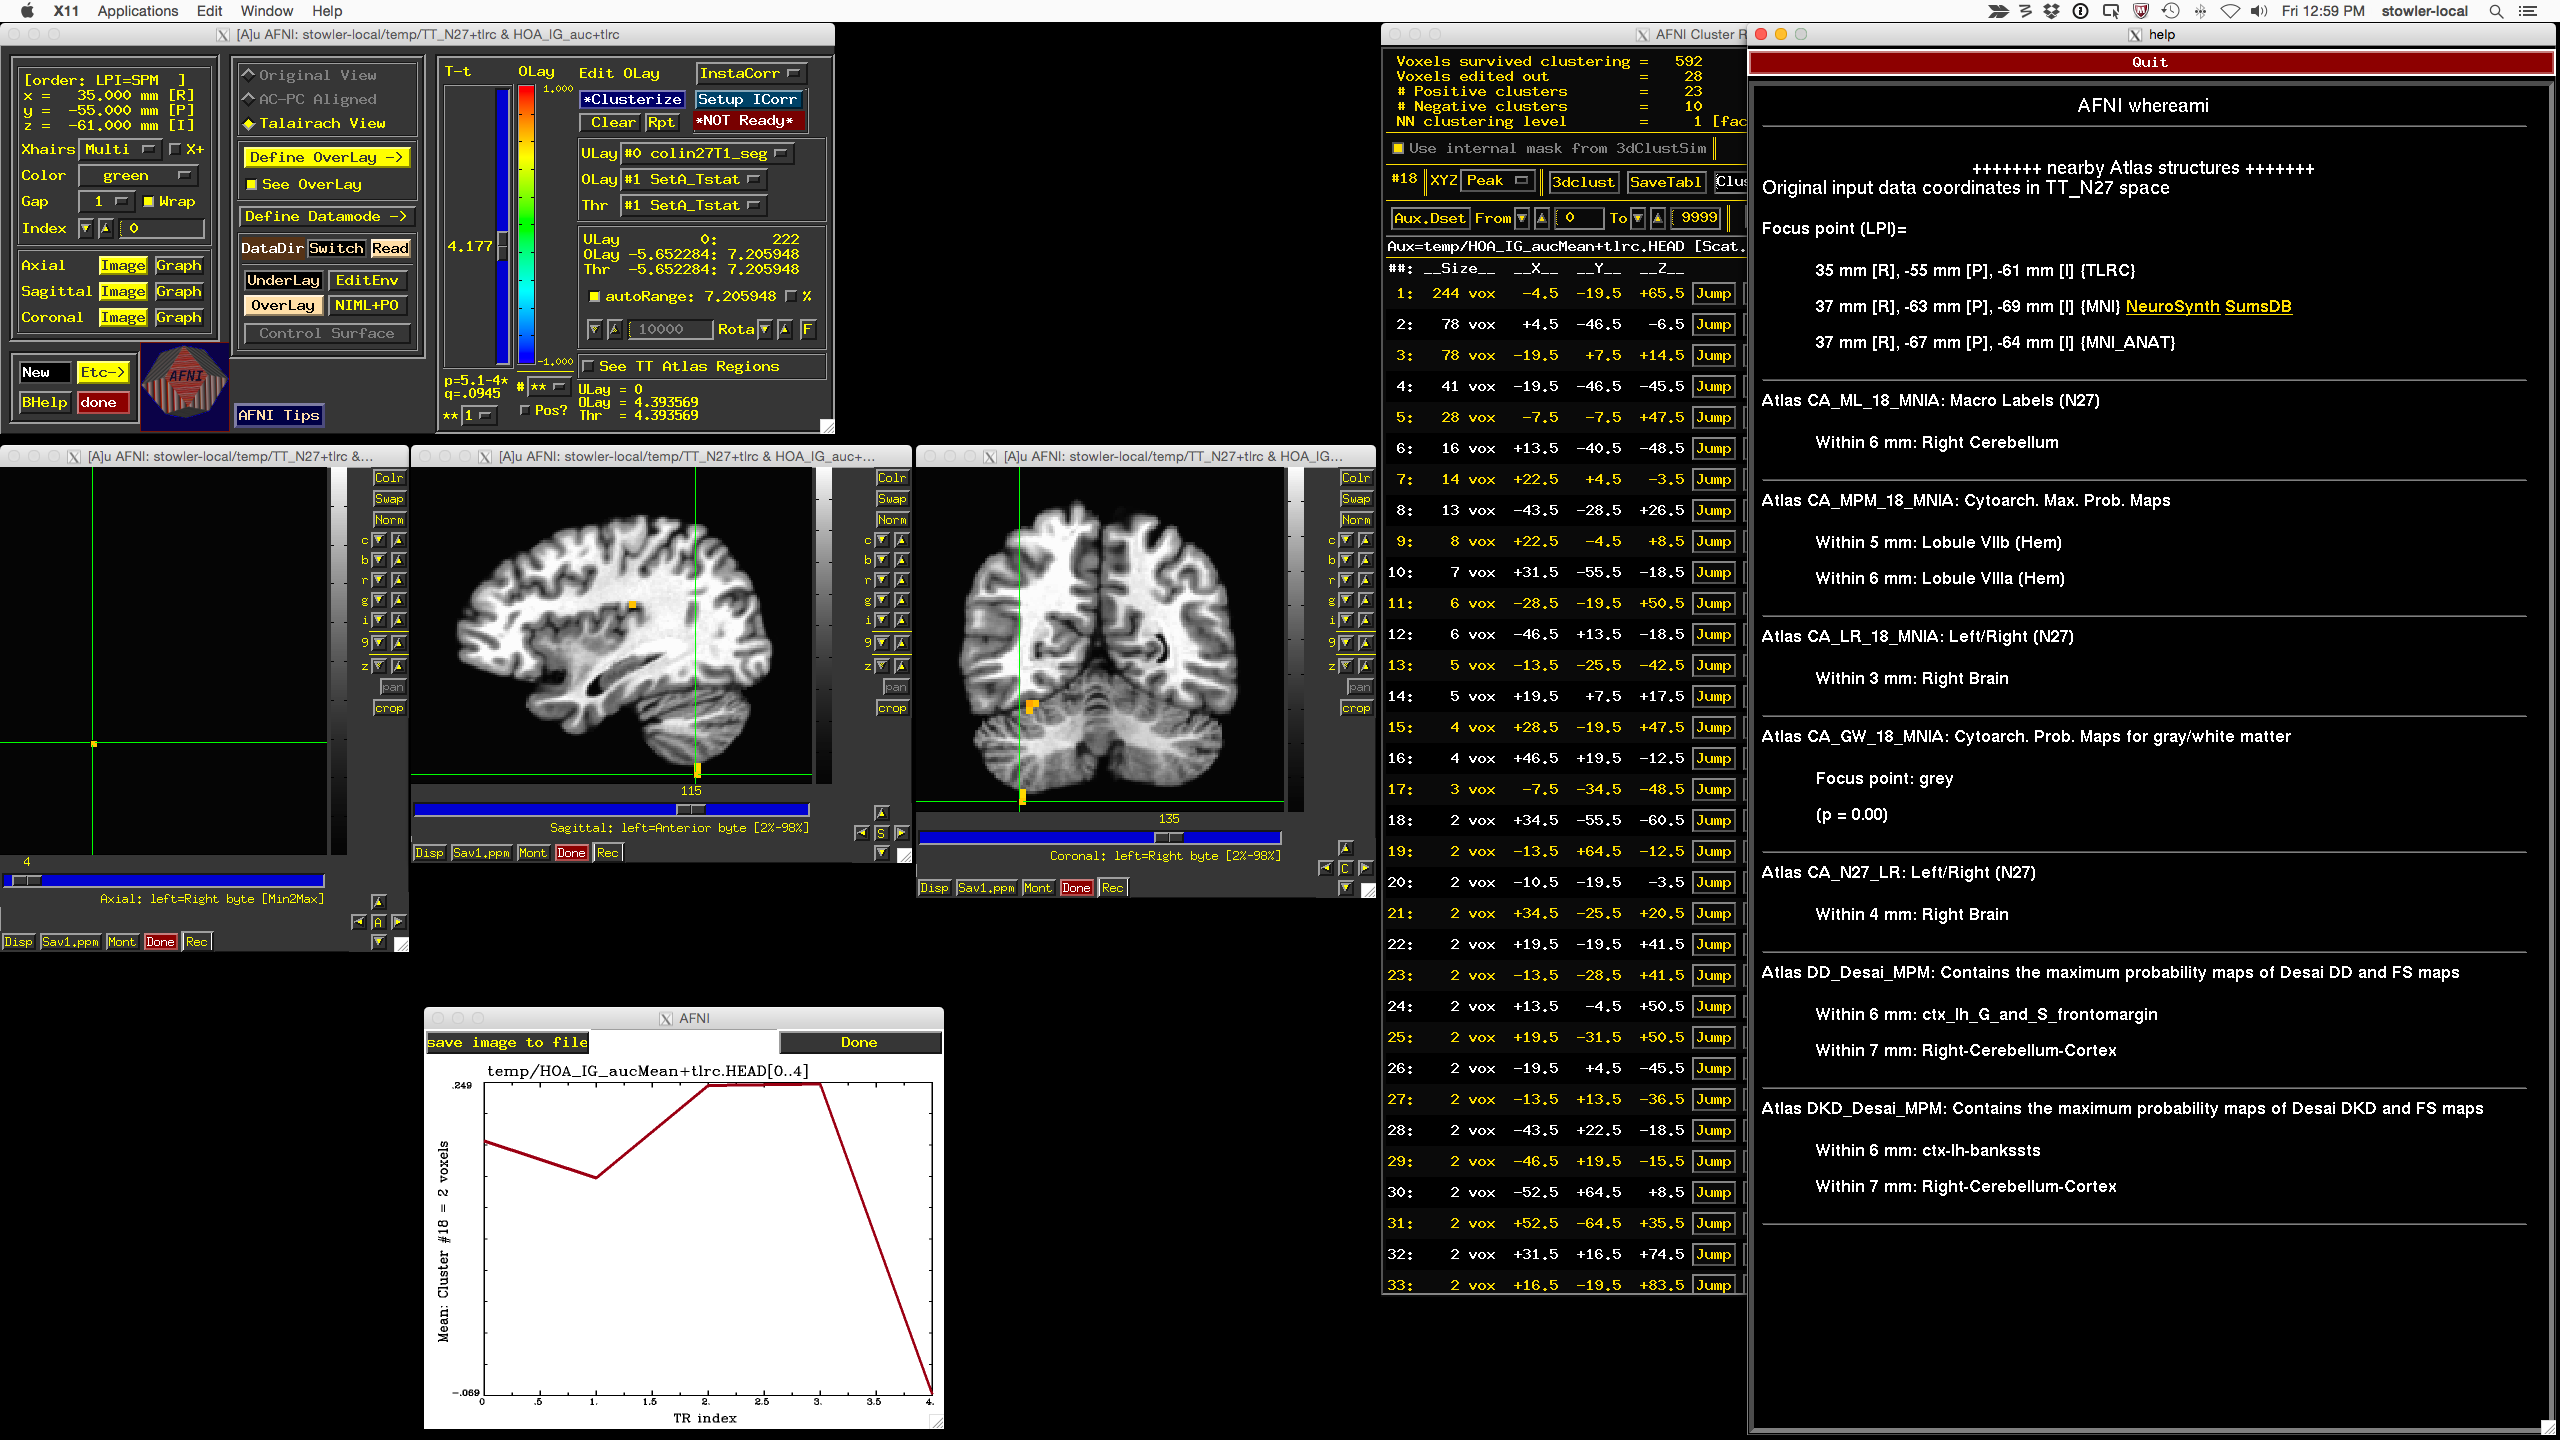 X11 Applications Edit Window Help
Fri 12:59 PM stowler-local
[A]u AFNI: stowler-local/temp/TT_N27+tlrc & HOA_IG_auc+tlrc
[order: LPI=SPM ]
x = 35.000 mm [R]
y = -55.000 mm [P]
z = -61.000 mm [I]
Xhairs Multi X+
Color green
Gap 1 Wrap
Index 0
Axial Image Graph
Sagittal Image Graph
Coronal Image Graph
New Etc->
BHelp done
AFNI
Original View
AC-PC Aligned
Talairach View
Define OverLay ->
See OverLay
Define Datamode ->
DataDir Switch Read
UnderLay EditEnv
OverLay NIML+PO
Control Surface
AFNI Tips
T-t
4.177
p=5.1-4*
q=.0945
** 1
OLay
1.000
-1.000
# **
Pos?
Edit OLay InstaCorr
*Clusterize Setup ICorr
Clear Rpt *NOT Ready*
ULay #0 colin27T1_seg
OLay #1 SetA_Tstat
Thr #1 SetA_Tstat
ULay 0: 222
OLay -5.652284: 7.205948
Thr -5.652284: 7.205948
autoRange: 7.205948 %
10000 Rota F
See TT Atlas Regions
ULay = 0
OLay = 4.393569
Thr = 4.393569
[A]u AFNI: stowler-local/temp/TT_N27+tlrc &...
Colr
Swap
Norm
c
b
r
g
i
9
z
pan
crop
4
Axial: left=Right byte [Min2Max]
A
Disp Sav1.ppm Mont Done Rec
[A]u AFNI: stowler-local/temp/TT_N27+tlrc & HOA_IG_auc+...
Colr
Swap
Norm
c
b
r
g
i
9
z
pan
crop
115
Sagittal: left=Anterior byte [2%-98%]
S
Disp Sav1.ppm Mont Done Rec
[A]u AFNI: stowler-local/temp/TT_N27+tlrc & HOA_IG...
Colr
Swap
Norm
c
b
r
g
i
9
z
pan
crop
135
Coronal: left=Right byte [2%-98%]
C
Disp Sav1.ppm Mont Done Rec
AFNI
save image to file Done
temp/HOA_IG_aucMean+tlrc.HEAD[0..4]
.249
-.069
Mean: Cluster #18 = 2 voxels
0 .5 1. 1.5 2. 2.5 3. 3.5 4.
TR index
AFNI Cluster R
Voxels survived clustering = 592
Voxels edited out = 28
# Positive clusters = 23
# Negative clusters = 10
NN clustering level = 1 [fac
Use internal mask from 3dClustSim
#18 XYZ Peak 3dclust SaveTabl Clus
Aux.Dset From 0 To 9999
Aux=temp/HOA_IG_aucMean+tlrc.HEAD [Scat.
##: __Size__ __X__ __Y__ __Z__
1: 244 vox -4.5 -19.5 +65.5 Jump
2: 78 vox +4.5 -46.5 -6.5 Jump
3: 78 vox -19.5 +7.5 +14.5 Jump
4: 41 vox -19.5 -46.5 -45.5 Jump
5: 28 vox -7.5 -7.5 +47.5 Jump
6: 16 vox +13.5 -40.5 -48.5 Jump
7: 14 vox +22.5 +4.5 -3.5 Jump
8: 13 vox -43.5 -28.5 +26.5 Jump
9: 8 vox +22.5 -4.5 +8.5 Jump
10: 7 vox +31.5 -55.5 -18.5 Jump
11: 6 vox -28.5 -19.5 +50.5 Jump
12: 6 vox -46.5 +13.5 -18.5 Jump
13: 5 vox -13.5 -25.5 -42.5 Jump
14: 5 vox +19.5 +7.5 +17.5 Jump
15: 4 vox +28.5 -19.5 +47.5 Jump
16: 4 vox +46.5 +19.5 -12.5 Jump
17: 3 vox -7.5 -34.5 -48.5 Jump
18: 2 vox +34.5 -55.5 -60.5 Jump
19: 2 vox -13.5 +64.5 -12.5 Jump
20: 2 vox -10.5 -19.5 -3.5 Jump
21: 2 vox +34.5 -25.5 +20.5 Jump
22: 2 vox +19.5 -19.5 +41.5 Jump
23: 2 vox -13.5 -28.5 +41.5 Jump
24: 2 vox +13.5 -4.5 +50.5 Jump
25: 2 vox +19.5 -31.5 +50.5 Jump
26: 2 vox -19.5 +4.5 -45.5 Jump
27: 2 vox -13.5 +13.5 -36.5 Jump
28: 2 vox -43.5 +22.5 -18.5 Jump
29: 2 vox -46.5 +19.5 -15.5 Jump
30: 2 vox -52.5 +64.5 +8.5 Jump
31: 2 vox +52.5 -64.5 +35.5 Jump
32: 2 vox +31.5 +16.5 +74.5 Jump
33: 2 vox +16.5 -19.5 +83.5 Jump
help
Quit
AFNI whereami
+++++++ nearby Atlas structures +++++++
Original input data coordinates in TT_N27 space
Focus point (LPI)=
35 mm [R], -55 mm [P], -61 mm [I] {TLRC}
37 mm [R], -63 mm [P], -69 mm [I] {MNI} NeuroSynth SumsDB
37 mm [R], -67 mm [P], -64 mm [I] {MNI_ANAT}
Atlas CA_ML_18_MNIA: Macro Labels (N27)
Within 6 mm: Right Cerebellum
Atlas CA_MPM_18_MNIA: Cytoarch. Max. Prob. Maps
Within 5 mm: Lobule VIIb (Hem)
Within 6 mm: Lobule VIIIa (Hem)
Atlas CA_LR_18_MNIA: Left/Right (N27)
Within 3 mm: Right Brain
Atlas CA_GW_18_MNIA: Cytoarch. Prob. Maps for gray/white matter
Focus point: grey
(p = 0.00)
Atlas CA_N27_LR: Left/Right (N27)
Within 4 mm: Right Brain
Atlas DD_Desai_MPM: Contains the maximum probability maps of Desai DD and FS maps
Within 6 mm: ctx_lh_G_and_S_frontomargin
Within 7 mm: Right-Cerebellum-Cortex
Atlas DKD_Desai_MPM: Contains the maximum probability maps of Desai DKD and FS maps
Within 6 mm: ctx-lh-bankssts
Within 7 mm: Right-Cerebellum-Cortex